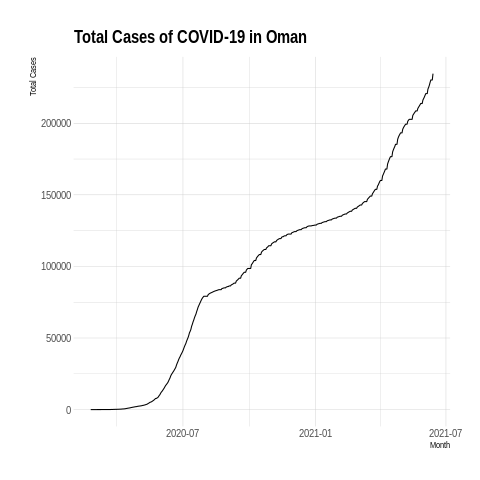 Total Cases of COVID-19 in Oman
Total Cases
200000
150000
100000
50000
0
2020-07
2021-01
2021-07
Month